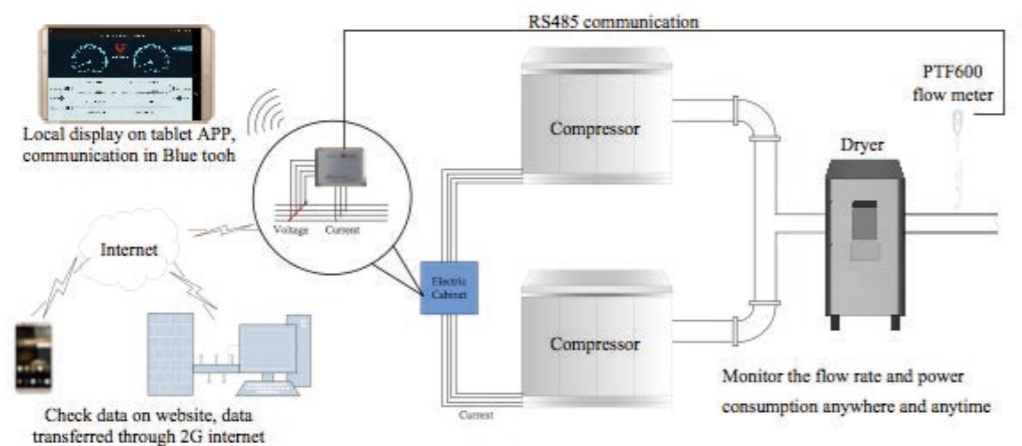 RS485 communication
PTF600
flow meter
Compressor
Dryer
Local display on tablet APP,
communication in Blue tooh
Voltage
Current
Internet
Electric
Cabinet
Compressor
Current
Check data on website, data
transferred through 2G internet
Monitor the flow rate and power
consumption anywhere and anytime